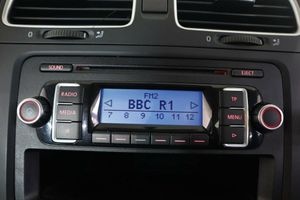 SOUND
EJECT
RADIO
FM2
TP
BBC R1
MEDIA
MENU
7 8 9 10 11 12